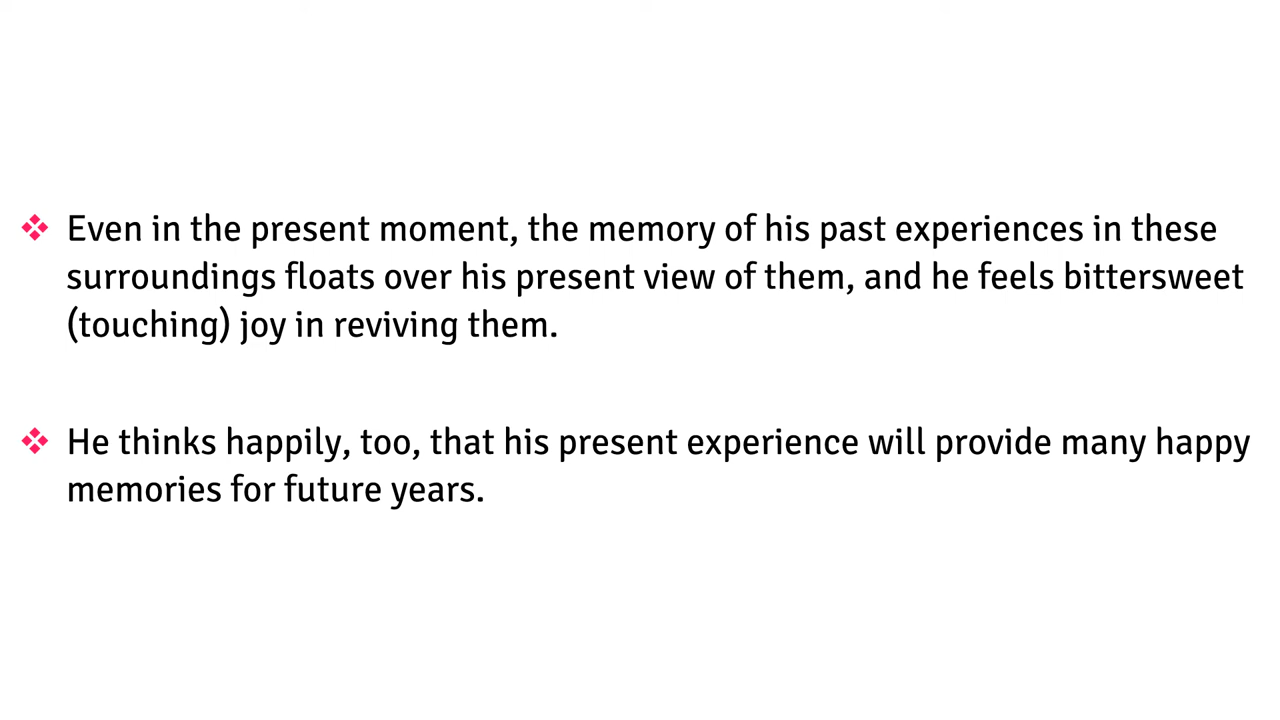 ❖ Even in the present moment, the memory of his past experiences in these
surroundings floats over his present view of them, and he feels bittersweet
(touching) joy in reviving them.
❖ He thinks happily, too, that his present experience will provide many happy
memories for future years.